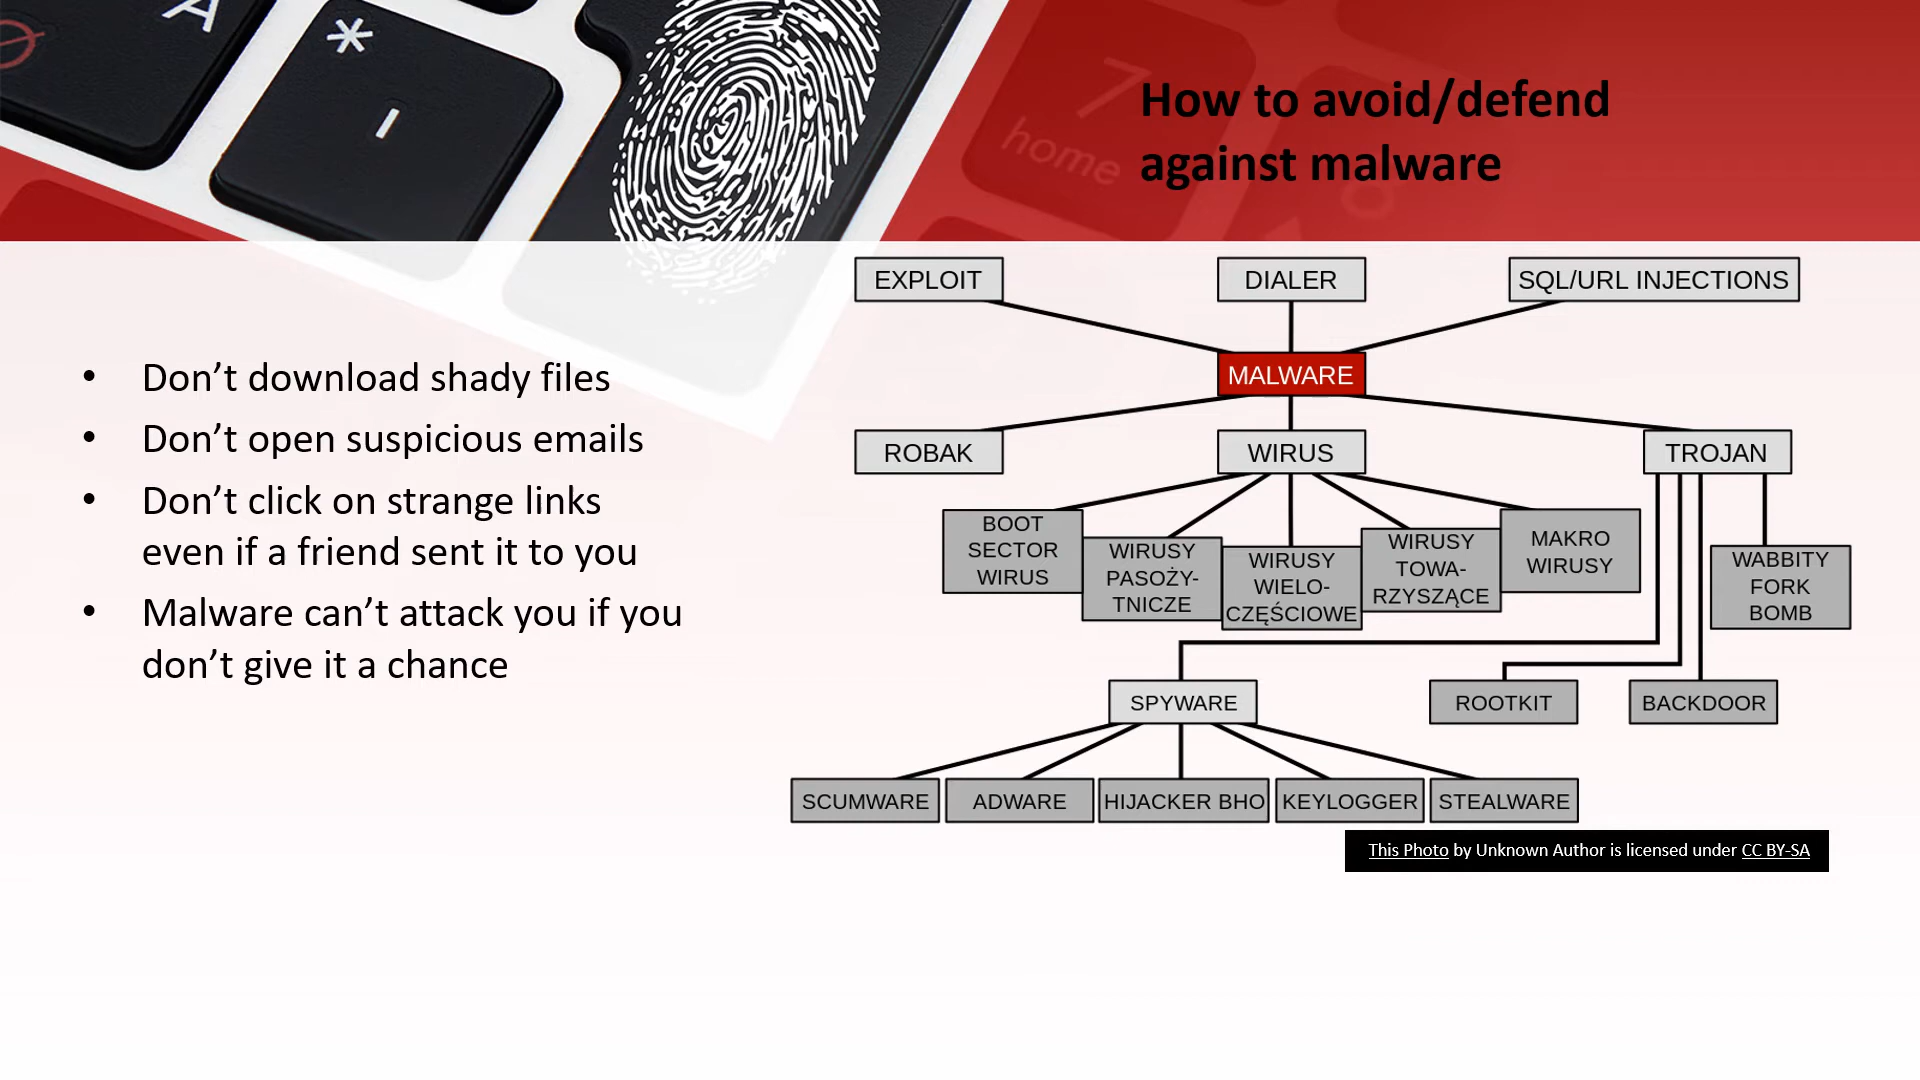 A
*
-
7
home
How to avoid/defend
against malware
Don’t download shady files
Don’t open suspicious emails
Don’t click on strange links
even if a friend sent it to you
Malware can’t attack you if you
don’t give it a chance
EXPLOIT
DIALER
SQL/URL INJECTIONS
MALWARE
ROBAK
WIRUS
TROJAN
BOOT
SECTOR
WIRUS
WIRUSY
PASOŻY-
TNICZE
WIRUSY
WIELO-
CZĘŚCIOWE
WIRUSY
TOWA-
RZYSZĄCE
MAKRO
WIRUSY
WABBITY
FORK
BOMB
SPYWARE
ROOTKIT
BACKDOOR
SCUMWARE
ADWARE
HIJACKER BHO
KEYLOGGER
STEALWARE
This Photo by Unknown Author is licensed under CC BY-SA